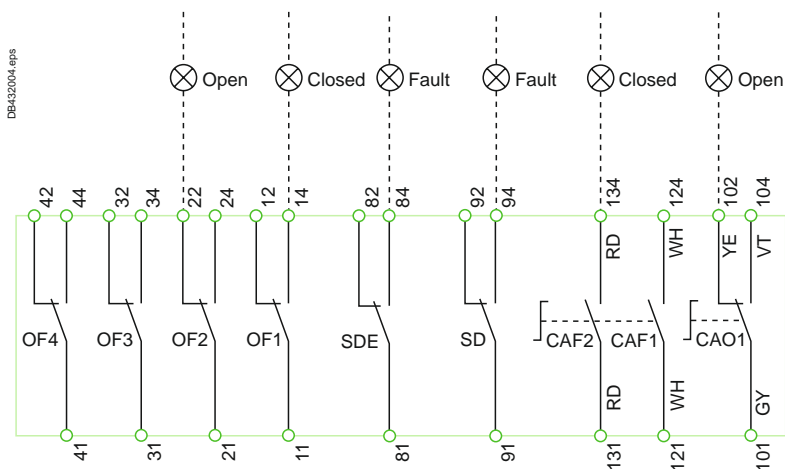 DB432004.eps
Open Closed Fault Fault Closed Open
42 44 32 34 22 24 12 14 82 84 92 94 134 124 102 104
RD WH YE VT
OF4 OF3 OF2 OF1 SDE SD CAF2 CAF1 CAO1
RD WH GY
41 31 21 11 81 91 131 121 101